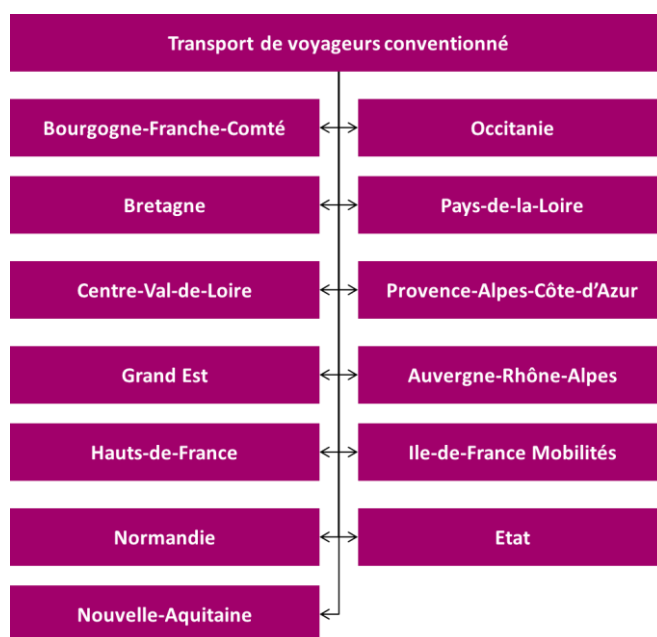 Transport de voyageurs conventionné
Bourgogne-Franche-Comté
Occitanie
Bretagne
Pays-de-la-Loire
Centre-Val-de-Loire
Provence-Alpes-Côte-d’Azur
Grand Est
Auvergne-Rhône-Alpes
Hauts-de-France
Ile-de-France Mobilités
Normandie
Etat
Nouvelle-Aquitaine